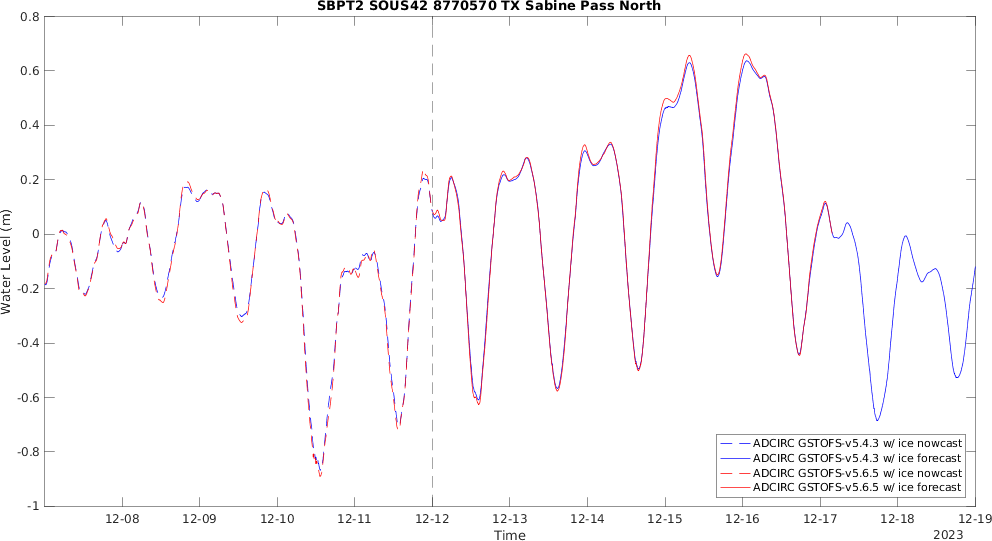 SBPT2 SOUS42 8770570 TX Sabine Pass North
0.8
0.6
0.4
0.2
0
-0.2
-0.4
-0.6
-0.8
-1
Water Level (m)
ADCIRC GSTOFS-v5.4.3 w/ ice nowcast
ADCIRC GSTOFS-v5.4.3 w/ ice forecast
ADCIRC GSTOFS-v5.6.5 w/ ice nowcast
ADCIRC GSTOFS-v5.6.5 w/ ice forecast
12-08 12-09 12-10 12-11 12-12 12-13 12-14 12-15 12-16 12-17 12-18 12-19
Time
2023